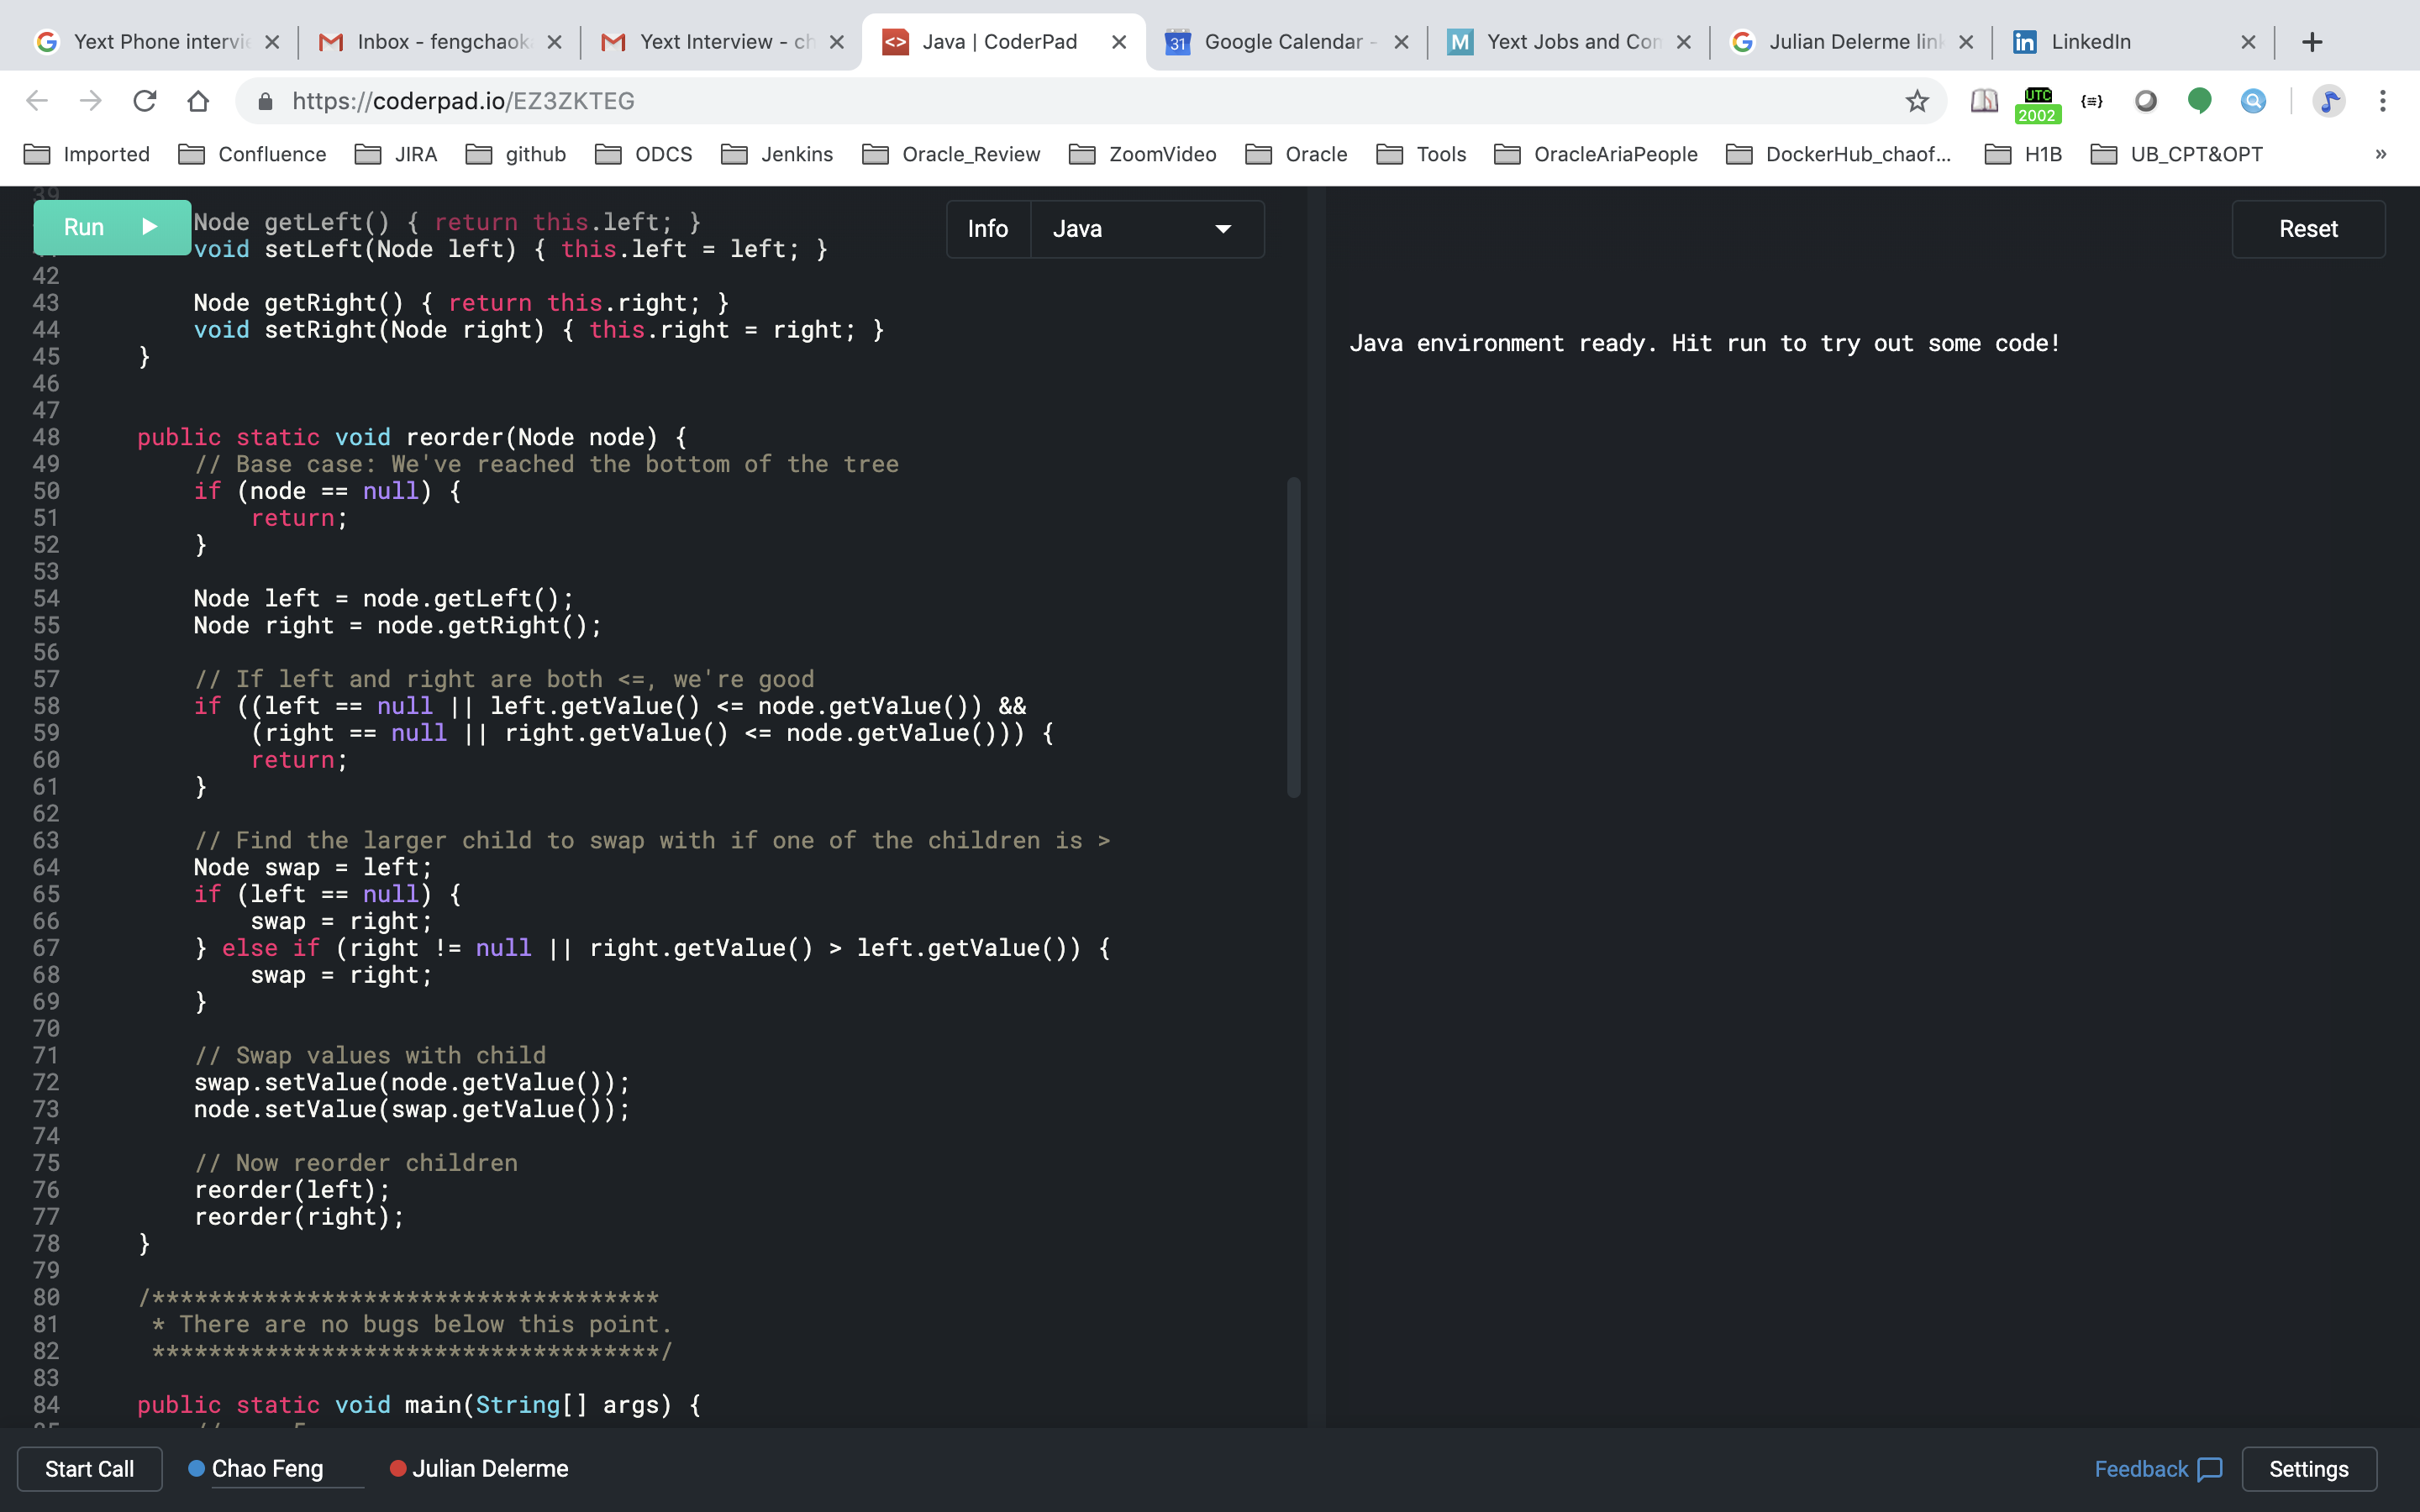 Yext Phone intervi
Inbox - fengchaok
Yext Interview - ch
Java | CoderPad
Google Calendar -
Yext Jobs and Con
Julian Delerme lin
LinkedIn
https://coderpad.io/EZ3ZKTEG
UTC
2002
Imported
Confluence
JIRA
github
ODCS
Jenkins
Oracle_Review
ZoomVideo
Oracle
Tools
OracleAriaPeople
DockerHub_chaof...
H1B
UB_CPT&OPT
»
Run
Info
Java
Reset
39
Node getLeft() { return this.left; }
void setLeft(Node left) { this.left = left; }
42
43 Node getRight() { return this.right; }
44 void setRight(Node right) { this.right = right; }
45 }
46
47
48 public static void reorder(Node node) {
49 // Base case: We've reached the bottom of the tree
50 if (node == null) {
51 return;
52 }
53
54 Node left = node.getLeft();
55 Node right = node.getRight();
56
57 // If left and right are both <=, we're good
58 if ((left == null || left.getValue() <= node.getValue()) &&
59 (right == null || right.getValue() <= node.getValue())) {
60 return;
61 }
62
63 // Find the larger child to swap with if one of the children is >
64 Node swap = left;
65 if (left == null) {
66 swap = right;
67 } else if (right != null || right.getValue() > left.getValue()) {
68 swap = right;
69 }
70
71 // Swap values with child
72 swap.setValue(node.getValue());
73 node.setValue(swap.getValue());
74
75 // Now reorder children
76 reorder(left);
77 reorder(right);
78 }
79
80 /************************************
81 * There are no bugs below this point.
82 ************************************/
83
84 public static void main(String[] args) {
Java environment ready. Hit run to try out some code!
Start Call
Chao Feng
Julian Delerme
Feedback
Settings